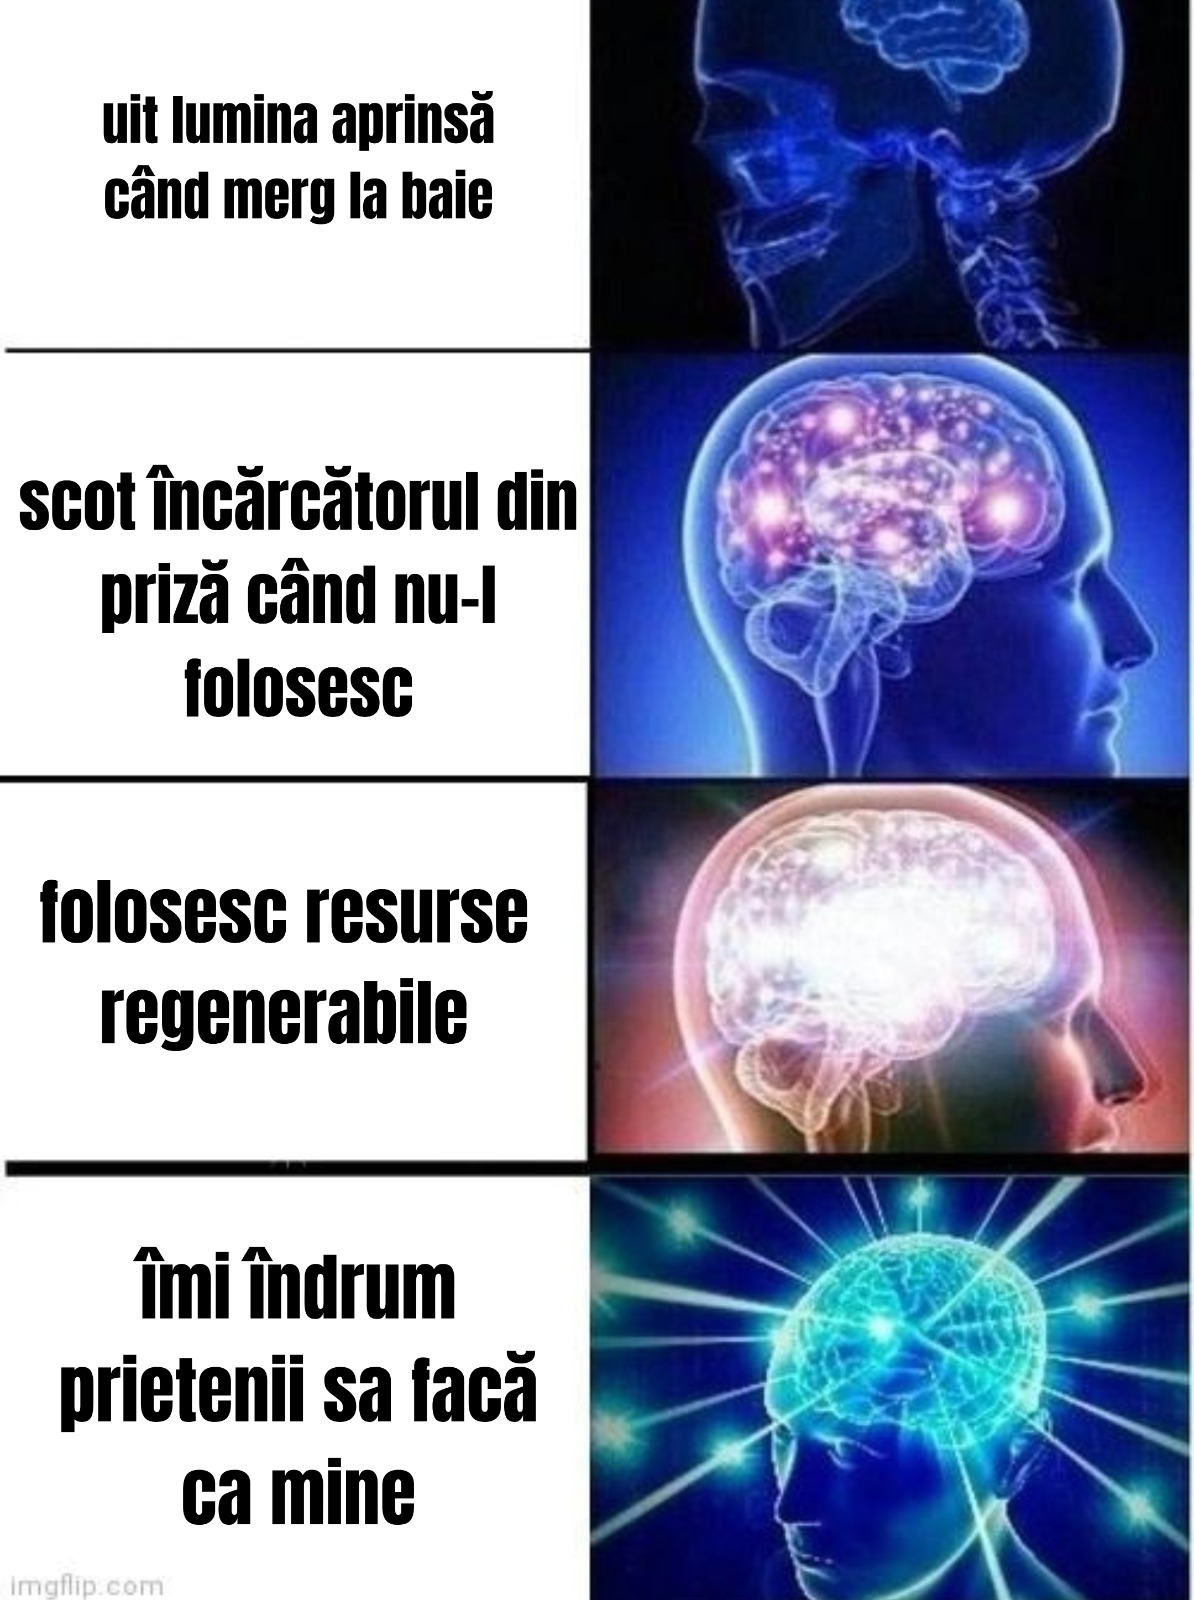 uit lumina aprinsă
când merg la baie
scot încărcătorul din
priză când nu-l
folosesc
folosesc resurse
regenerabile
îmi îndrum
prietenii sa facă
ca mine
imgflip.com